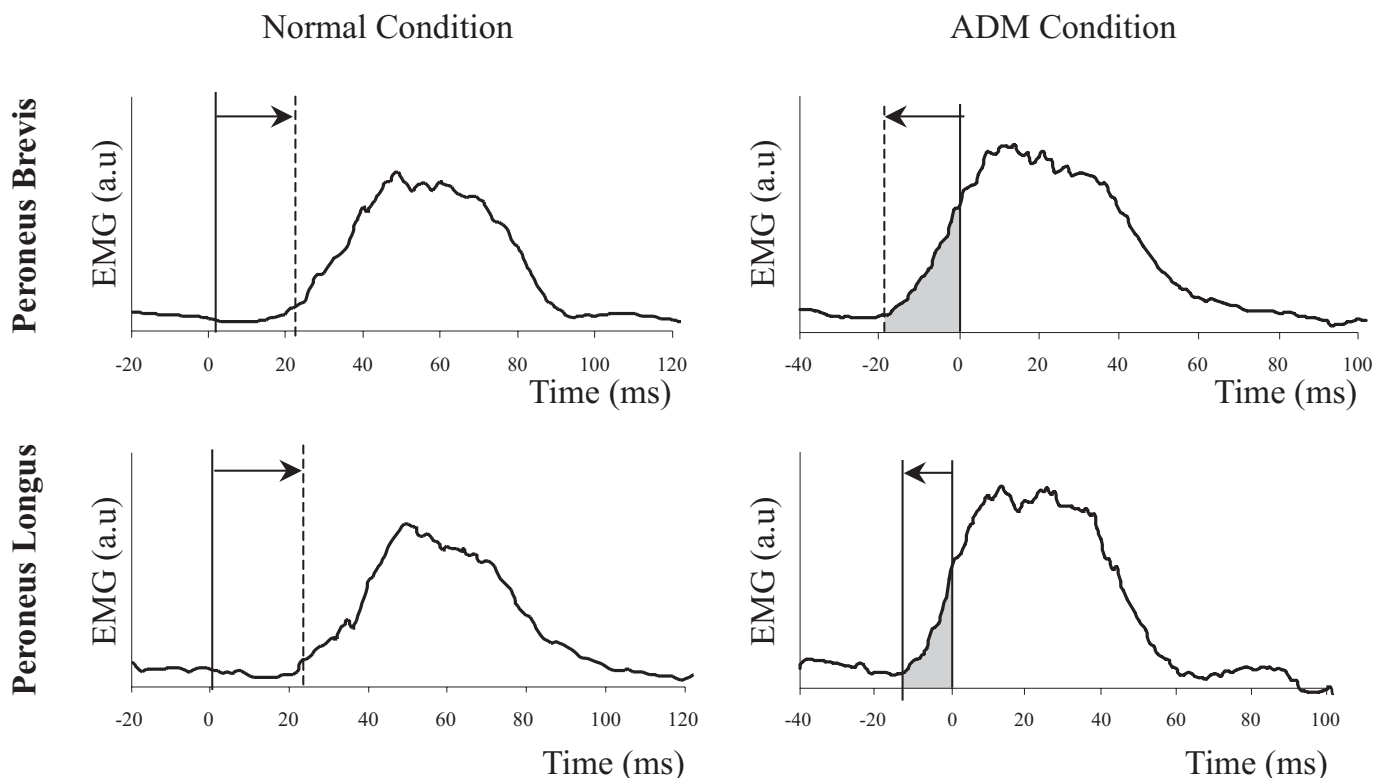 Normal Condition
ADM Condition
Peroneus Brevis
EMG (a.u)
-20 0 20 40 60 80 100 120
Time (ms)
EMG (a.u)
-40 -20 0 20 40 60 80 100
Time (ms)
Peroneus Longus
EMG (a.u)
-20 0 20 40 60 80 100 120
Time (ms)
EMG (a.u)
-40 -20 0 20 40 60 80 100
Time (ms)